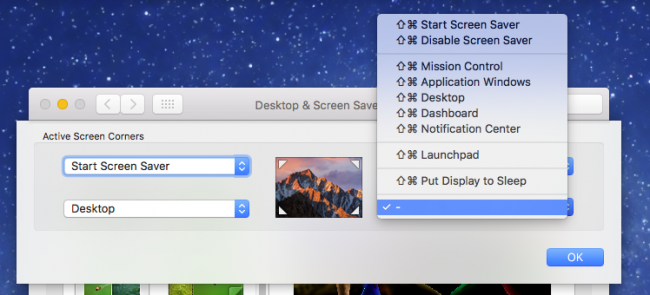 ⇧⌘ Start Screen Saver
⇧⌘ Disable Screen Saver
⇧⌘ Mission Control
⇧⌘ Application Windows
⇧⌘ Desktop
⇧⌘ Dashboard
⇧⌘ Notification Center
⇧⌘ Launchpad
⇧⌘ Put Display to Sleep
✓ -
Desktop & Screen Save
Active Screen Corners
Start Screen Saver
Desktop
OK